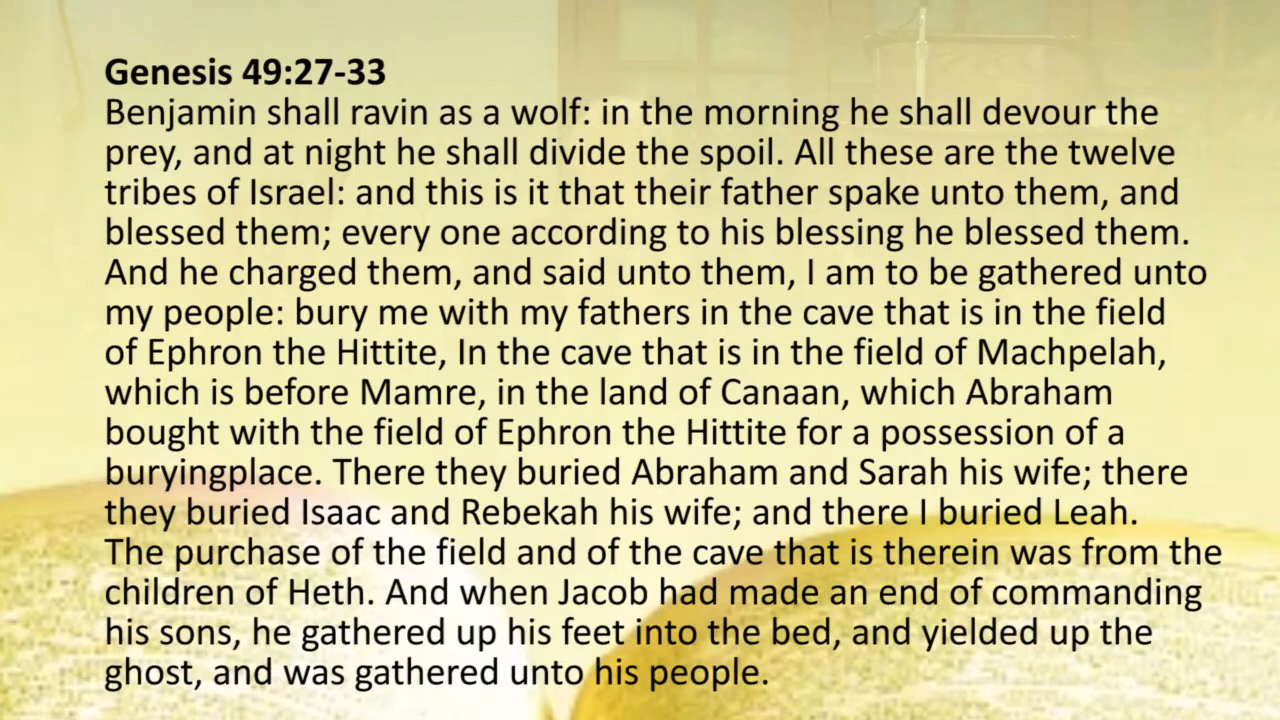 Genesis 49:27-33
Benjamin shall ravin as a wolf: in the morning he shall devour the
prey, and at night he shall divide the spoil. All these are the twelve
tribes of Israel: and this is it that their father spake unto them, and
blessed them; every one according to his blessing he blessed them.
And he charged them, and said unto them, I am to be gathered unto
my people: bury me with my fathers in the cave that is in the field
of Ephron the Hittite, In the cave that is in the field of Machpelah,
which is before Mamre, in the land of Canaan, which Abraham
bought with the field of Ephron the Hittite for a possession of a
buryingplace. There they buried Abraham and Sarah his wife; there
they buried Isaac and Rebekah his wife; and there I buried Leah.
The purchase of the field and of the cave that is therein was from the
children of Heth. And when Jacob had made an end of commanding
his sons, he gathered up his feet into the bed, and yielded up the
ghost, and was gathered unto his people.